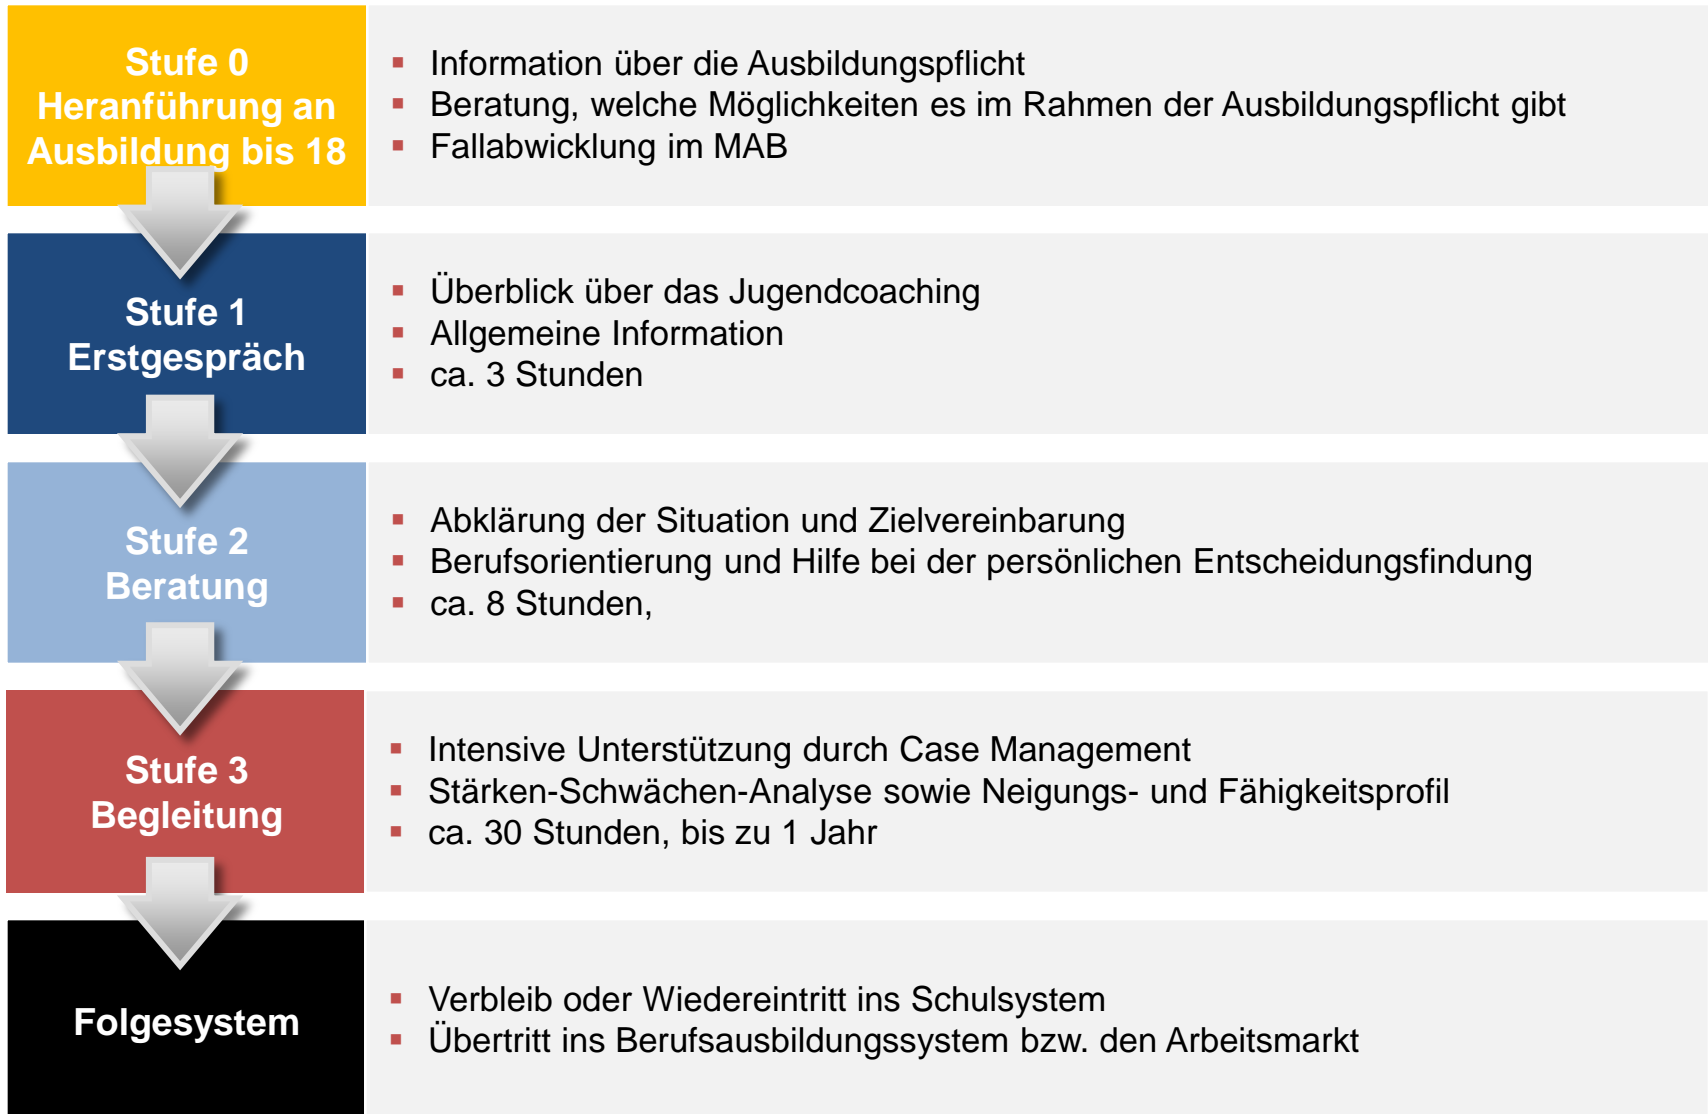 Stufe 0
Heranführung an
Ausbildung bis 18
Information über die Ausbildungspflicht
Beratung, welche Möglichkeiten es im Rahmen der Ausbildungspflicht gibt
Fallabwicklung im MAB
Stufe 1
Erstgespräch
Überblick über das Jugendcoaching
Allgemeine Information
ca. 3 Stunden
Stufe 2
Beratung
Abklärung der Situation und Zielvereinbarung
Berufsorientierung und Hilfe bei der persönlichen Entscheidungsfindung
ca. 8 Stunden,
Stufe 3
Begleitung
Intensive Unterstützung durch Case Management
Stärken-Schwächen-Analyse sowie Neigungs- und Fähigkeitsprofil
ca. 30 Stunden, bis zu 1 Jahr
Folgesystem
Verbleib oder Wiedereintritt ins Schulsystem
Übertritt ins Berufsausbildungssystem bzw. den Arbeitsmarkt